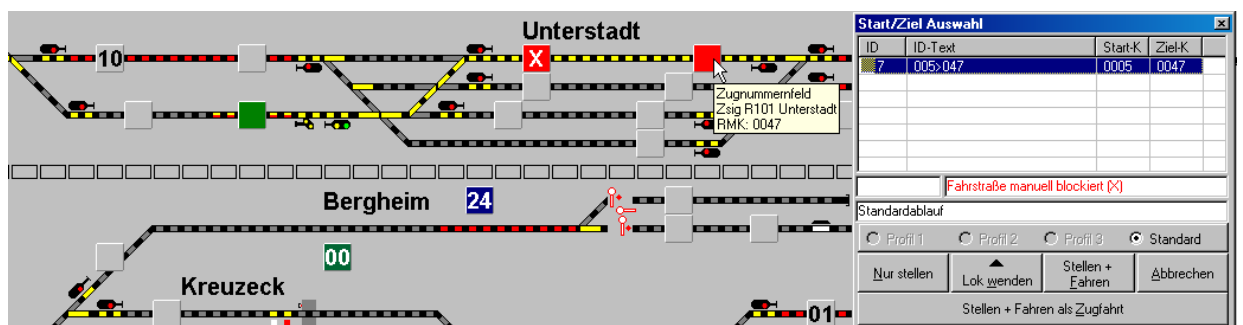 Unterstadt
10
X
Zugnummernfeld
Zsig R101 Unterstadt
RMK: 0047
Bergheim
24
00
Kreuzeck
01
Start/Ziel Auswahl
ID ID-Text Start-K Ziel-K
7 005>047 0005 0047
Fahrstraße manuell blockiert (X)
Standardablauf
Profil 1 Profil 2 Profil 3 Standard
Nur stellen Lok wenden Stellen + Fahren Abbrechen
Stellen + Fahren als Zugfahrt